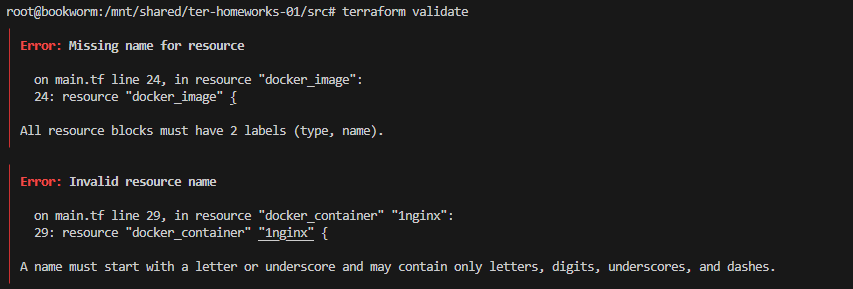 root@bookworm:/mnt/shared/ter-homeworks-01/src# terraform validate
Error: Missing name for resource
on main.tf line 24, in resource "docker_image":
24: resource "docker_image" {
All resource blocks must have 2 labels (type, name).
Error: Invalid resource name
on main.tf line 29, in resource "docker_container" "1nginx":
29: resource "docker_container" "1nginx" {
A name must start with a letter or underscore and may contain only letters, digits, underscores, and dashes.